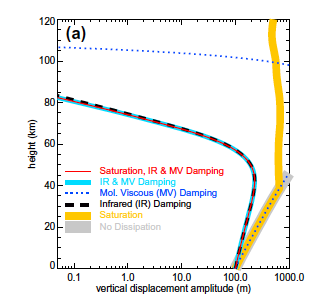 (a)
120
100
80
60
40
20
0
height (km)
Saturation, IR & MV Damping
IR & MV Damping
Mol. Viscous (MV) Damping
Infrared (IR) Damping
Saturation
No Dissipation
0.1 1.0 10.0 100.0 1000.0
vertical displacement amplitude (m)